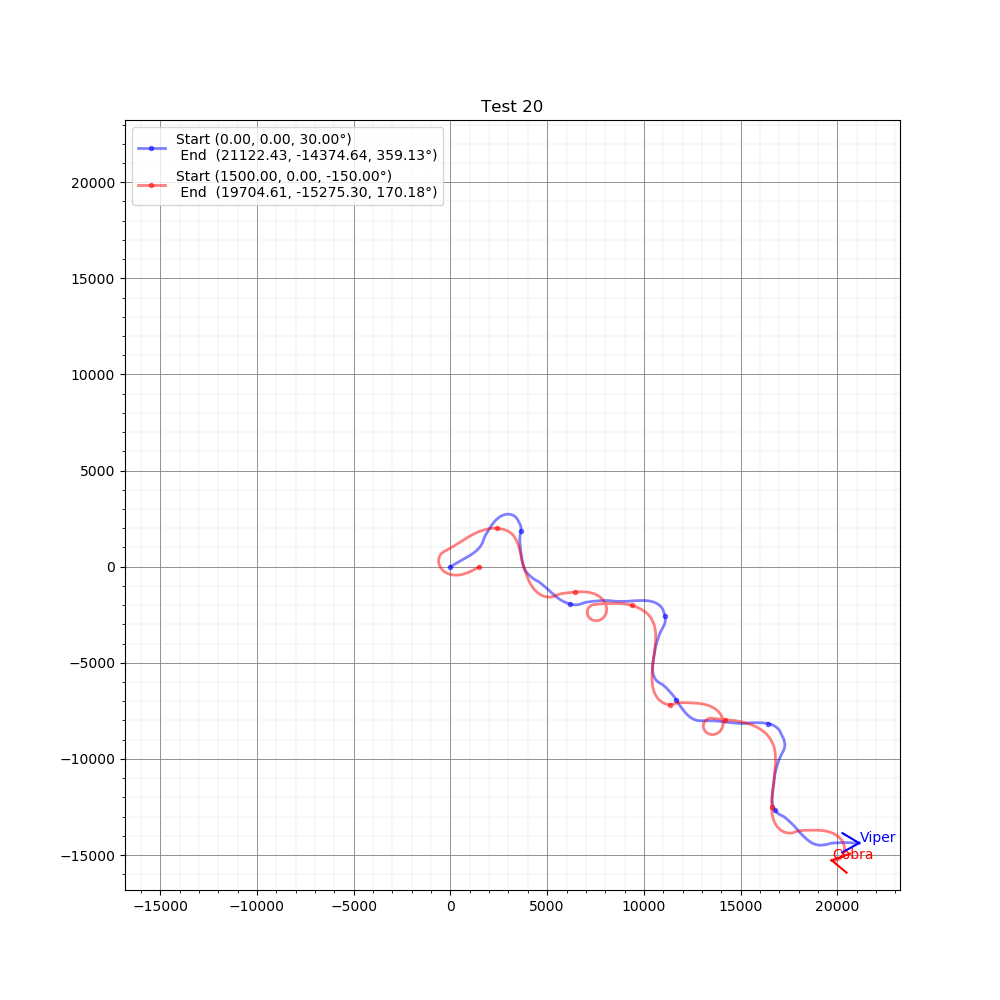 Test 20
Start (0.00, 0.00, 30.00°)
End  (21122.43, -14374.64, 359.13°)
Start (1500.00, 0.00, -150.00°)
End  (19704.61, -15275.30, 170.18°)
20000
15000
10000
5000
0
−5000
−10000
−15000
Viper
Cobra
−15000 −10000 −5000 0 5000 10000 15000 20000